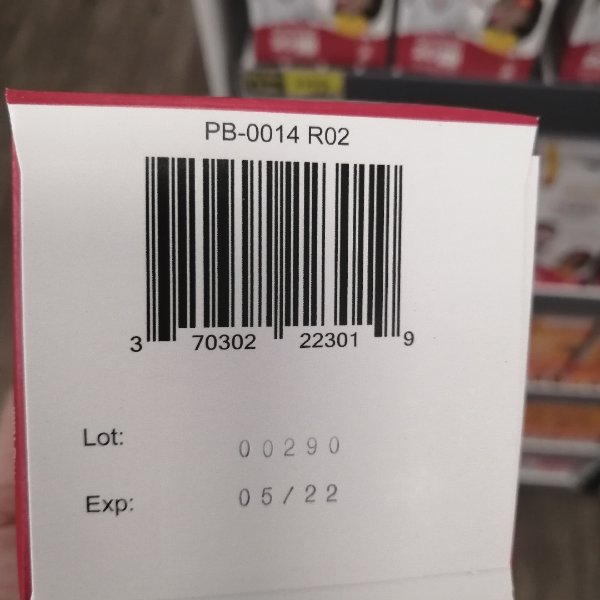 PB-0014 R02
3 70302 22301 9
Lot: 00290
Exp: 05/22